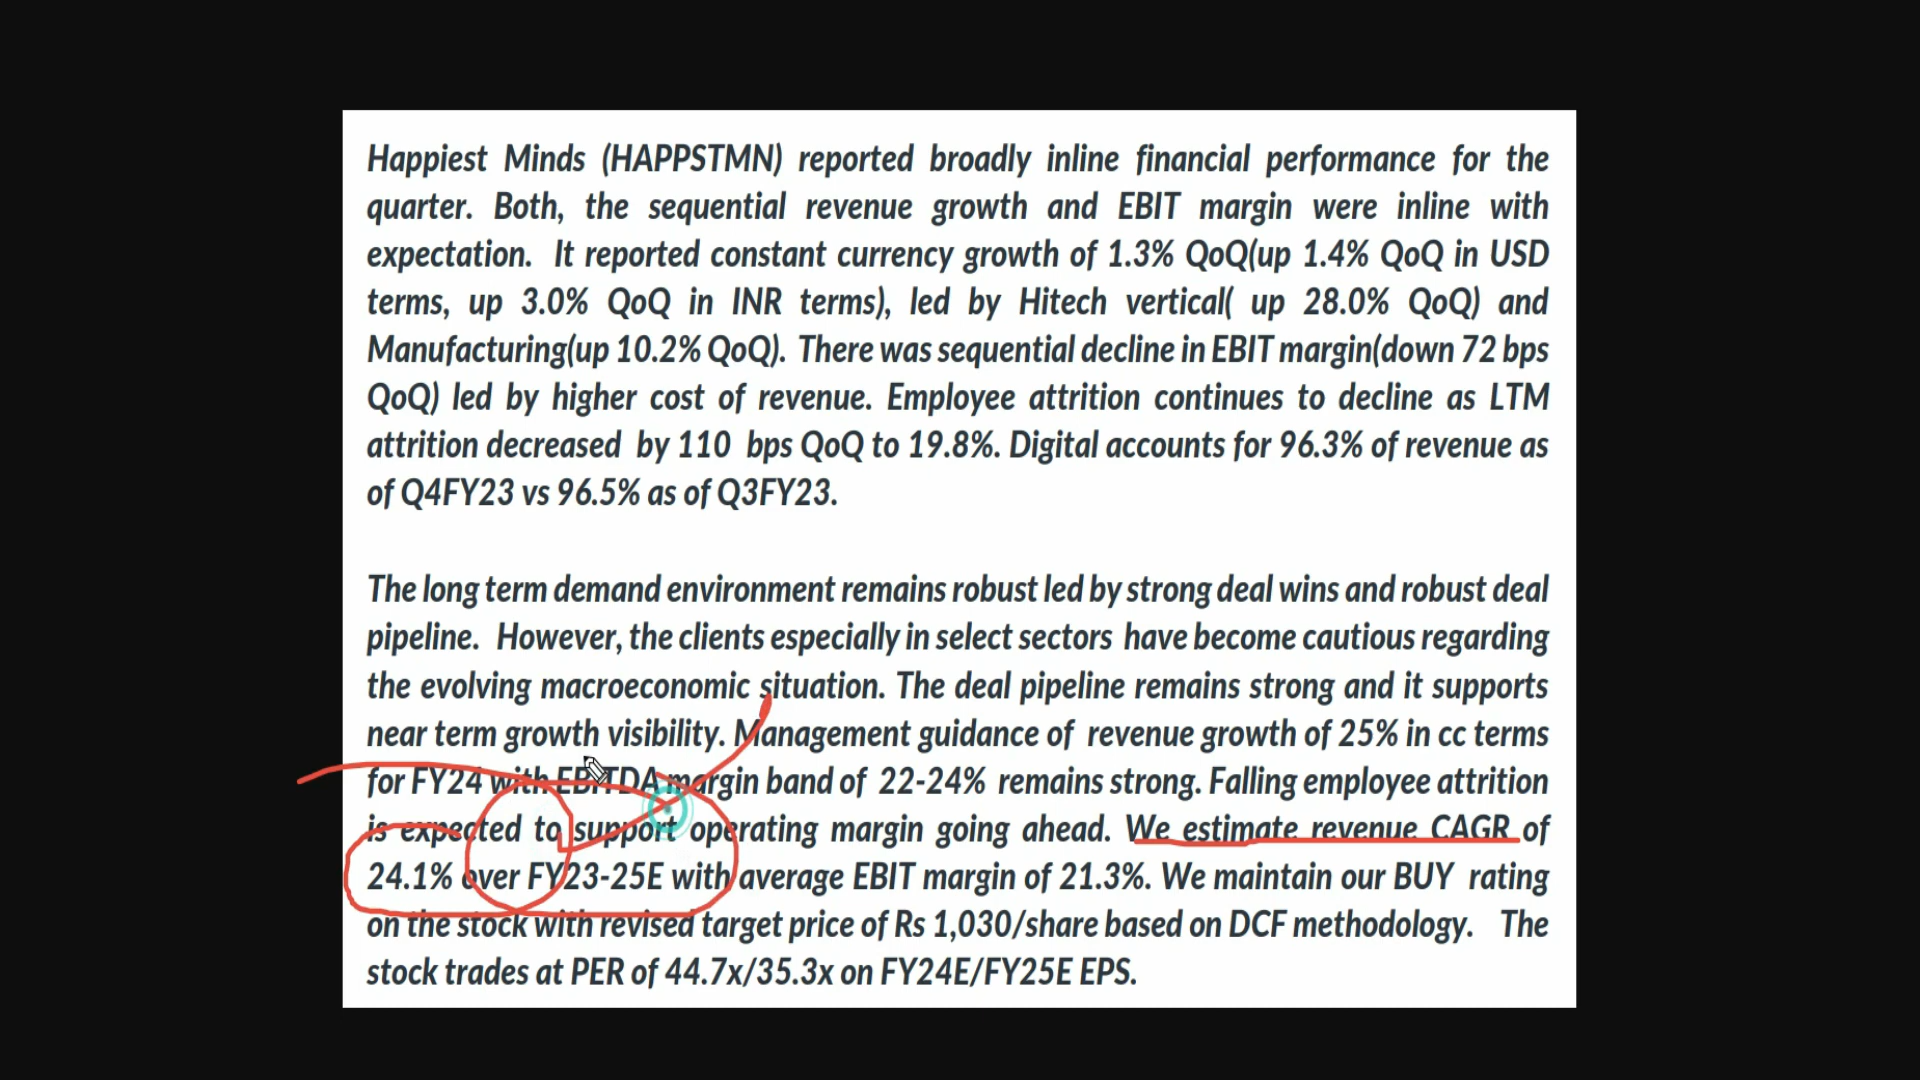 Happiest Minds (HAPPSTMN) reported broadly inline financial performance for the
quarter. Both, the sequential revenue growth and EBIT margin were inline with
expectation. It reported constant currency growth of 1.3% QoQ(up 1.4% QoQ in USD
terms, up 3.0% QoQ in INR terms), led by Hitech vertical( up 28.0% QoQ) and
Manufacturing(up 10.2% QoQ). There was sequential decline in EBIT margin(down 72 bps
QoQ) led by higher cost of revenue. Employee attrition continues to decline as LTM
attrition decreased by 110 bps QoQ to 19.8%. Digital accounts for 96.3% of revenue as
of Q4FY23 vs 96.5% as of Q3FY23.
The long term demand environment remains robust led by strong deal wins and robust deal
pipeline. However, the clients especially in select sectors have become cautious regarding
the evolving macroeconomic situation. The deal pipeline remains strong and it supports
near term growth visibility. Management guidance of revenue growth of 25% in cc terms
for FY24 with EBITDA margin band of 22-24% remains strong. Falling employee attrition
is expected to support operating margin going ahead. We estimate revenue CAGR of
24.1% over FY23-25E with average EBIT margin of 21.3%. We maintain our BUY rating
on the stock with revised target price of Rs 1,030/share based on DCF methodology. The
stock trades at PER of 44.7x/35.3x on FY24E/FY25E EPS.